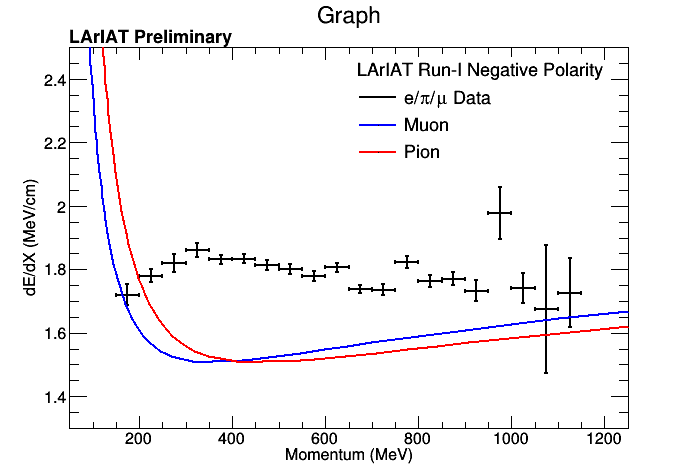 Graph
LArIAT Preliminary
LArIAT Run-I Negative Polarity
e/π/μ Data
Muon
Pion
dE/dX (MeV/cm)
2.4
2.2
2
1.8
1.6
1.4
200 400 600 800 1000 1200
Momentum (MeV)